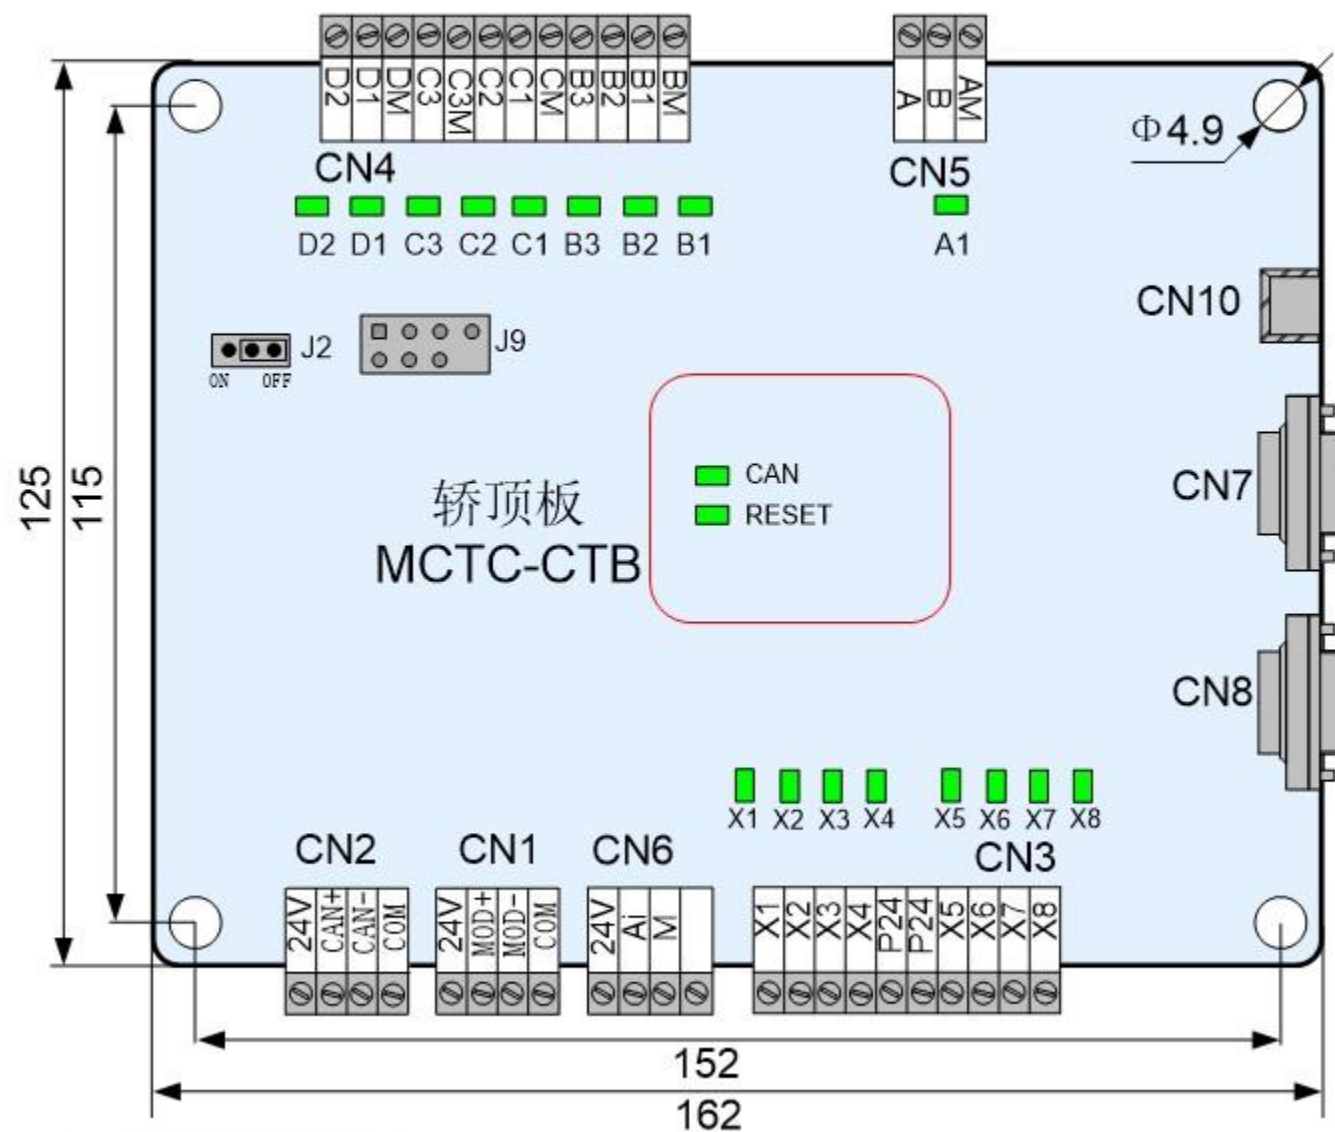 D2 D1 DM C3 C3M C2 C1 CM B3 B2 B1 BM
A B AM
Φ4.9
CN4
CN5
D2 D1 C3 C2 C1 B3 B2 B1
A1
CN10
J2
J9
ON OFF
CAN
RESET
CN7
轿顶板
MCTC-CTB
125
115
CN8
X1 X2 X3 X4 X5 X6 X7 X8
CN2
CN1
CN6
CN3
24V CAN+ CAN- COM
24V MOD+ MOD- COM
24V Ai M
X1 X2 X3 X4 P24 P24 X5 X6 X7 X8
152
162